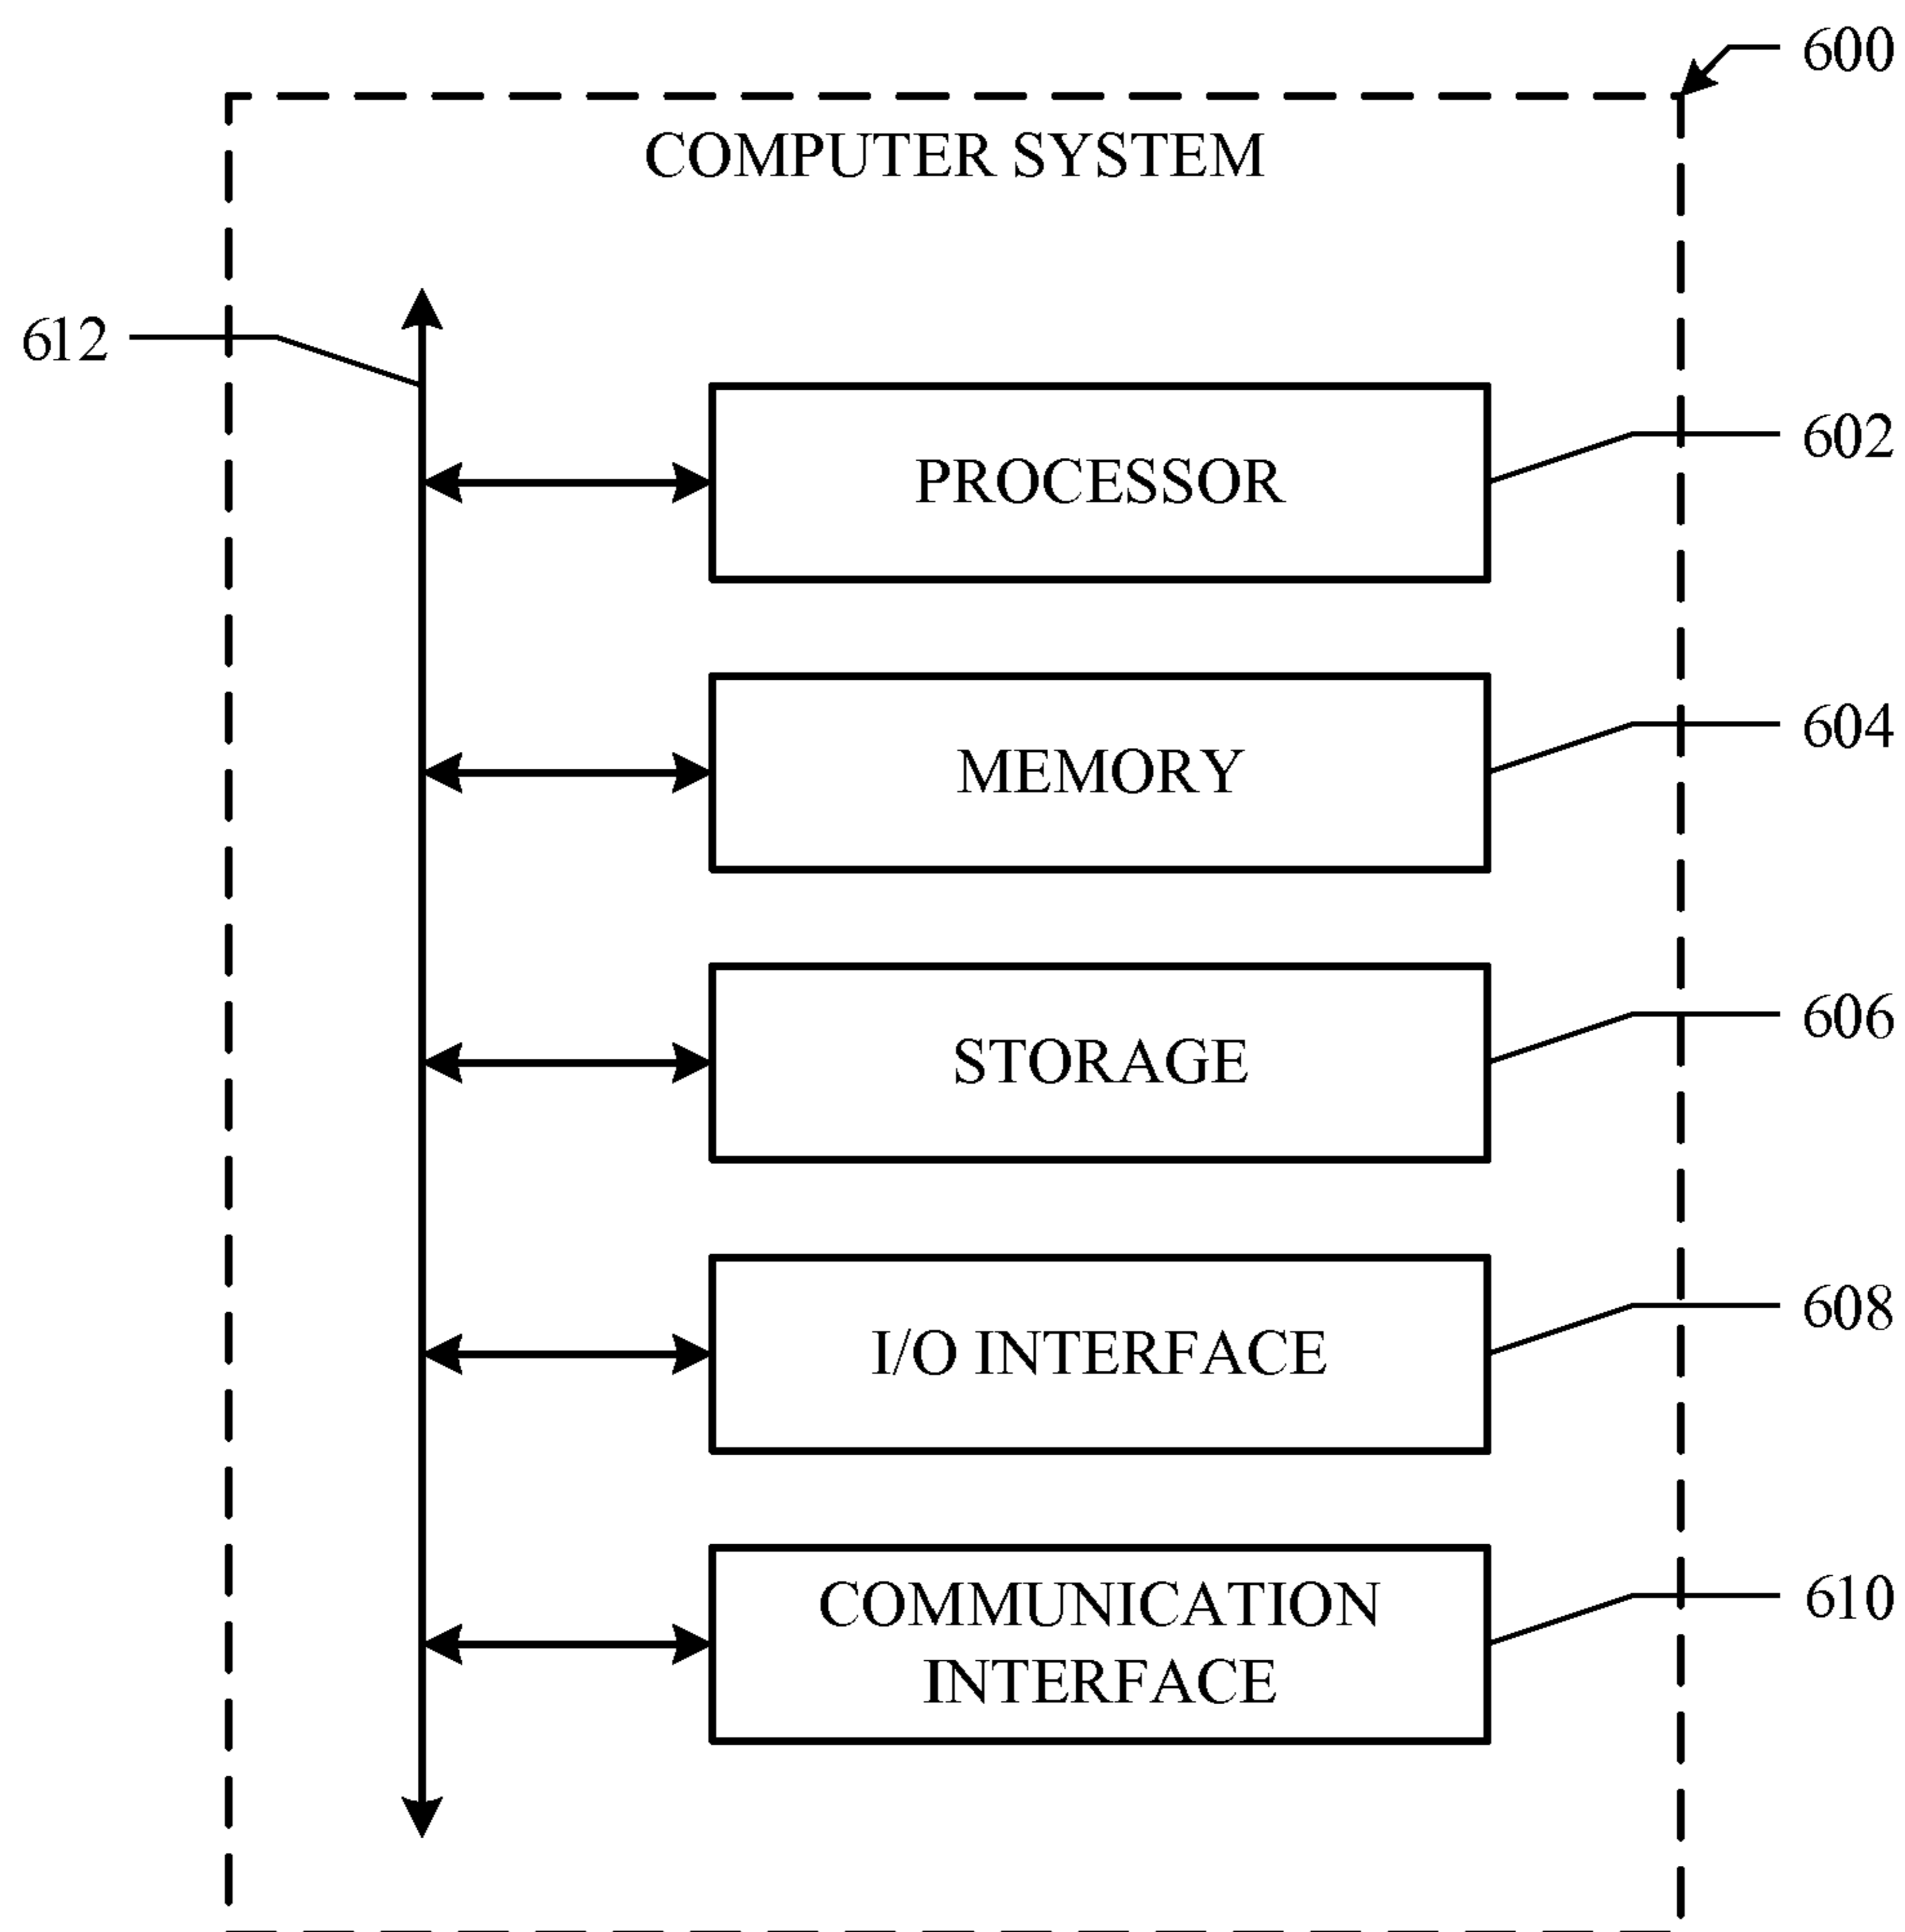 600
COMPUTER SYSTEM
612
602
PROCESSOR
604
MEMORY
606
STORAGE
608
I/O INTERFACE
610
COMMUNICATION
INTERFACE